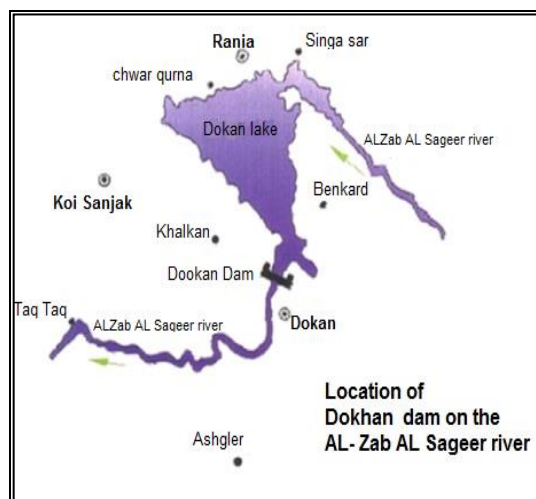 Rania
Singa sar
chwar qurna
Dokan lake
ALZab AL Sageer river
Koi Sanjak
Benkard
Khalkan
Dookan Dam
Taq Taq
ALZab AL Sageer river
Dokan
Location of
Dokhan dam on the
AL- Zab AL Sageer river
Ashgler